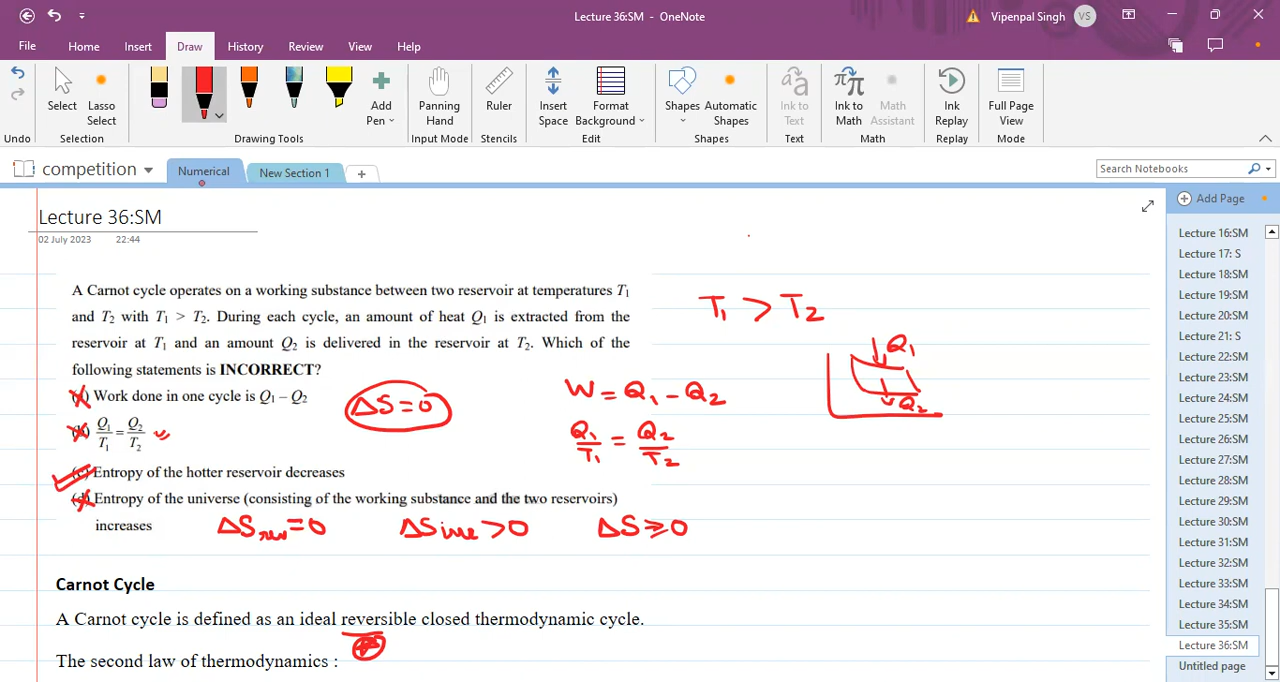 Lecture 36:SM - OneNote
Vipenpal Singh VS
File Home Insert Draw History Review View Help
Select Lasso Select Add Pen Panning Hand Ruler Insert Space Format Background Shapes Automatic Shapes Ink to Text Ink to Math Math Assistant Ink Replay Full Page View
Undo Selection Drawing Tools Input Mode Stencils Edit Shapes Text Math Replay Mode
competition Numerical New Section 1 + Search Notebooks
Add Page
Lecture 36:SM
02 July 2023 22:44
A Carnot cycle operates on a working substance between two reservoir at temperatures T₁
and T₂ with T₁ > T₂. During each cycle, an amount of heat Q₁ is extracted from the
reservoir at T₁ and an amount Q₂ is delivered in the reservoir at T₂. Which of the
following statements is INCORRECT?
Work done in one cycle is Q₁ – Q₂
Q₁/T₁ = Q₂/T₂
(c) Entropy of the hotter reservoir decreases
(d) Entropy of the universe (consisting of the working substance and the two reservoirs)
increases
T₁ > T₂
Q₁
Q₂
ΔS = 0
W = Q₁ - Q₂
Q₁/T₁ = Q₂/T₂
ΔSrev = 0 ΔSirre > 0 ΔS ≥ 0
Carnot Cycle
A Carnot cycle is defined as an ideal reversible closed thermodynamic cycle.
The second law of thermodynamics :
Lecture 16:SM
Lecture 17: S
Lecture 18:SM
Lecture 19:SM
Lecture 20:SM
Lecture 21: S
Lecture 22:SM
Lecture 23:SM
Lecture 24:SM
Lecture 25:SM
Lecture 26:SM
Lecture 27:SM
Lecture 28:SM
Lecture 29:SM
Lecture 30:SM
Lecture 31:SM
Lecture 32:SM
Lecture 33:SM
Lecture 34:SM
Lecture 35:SM
Lecture 36:SM
Untitled page